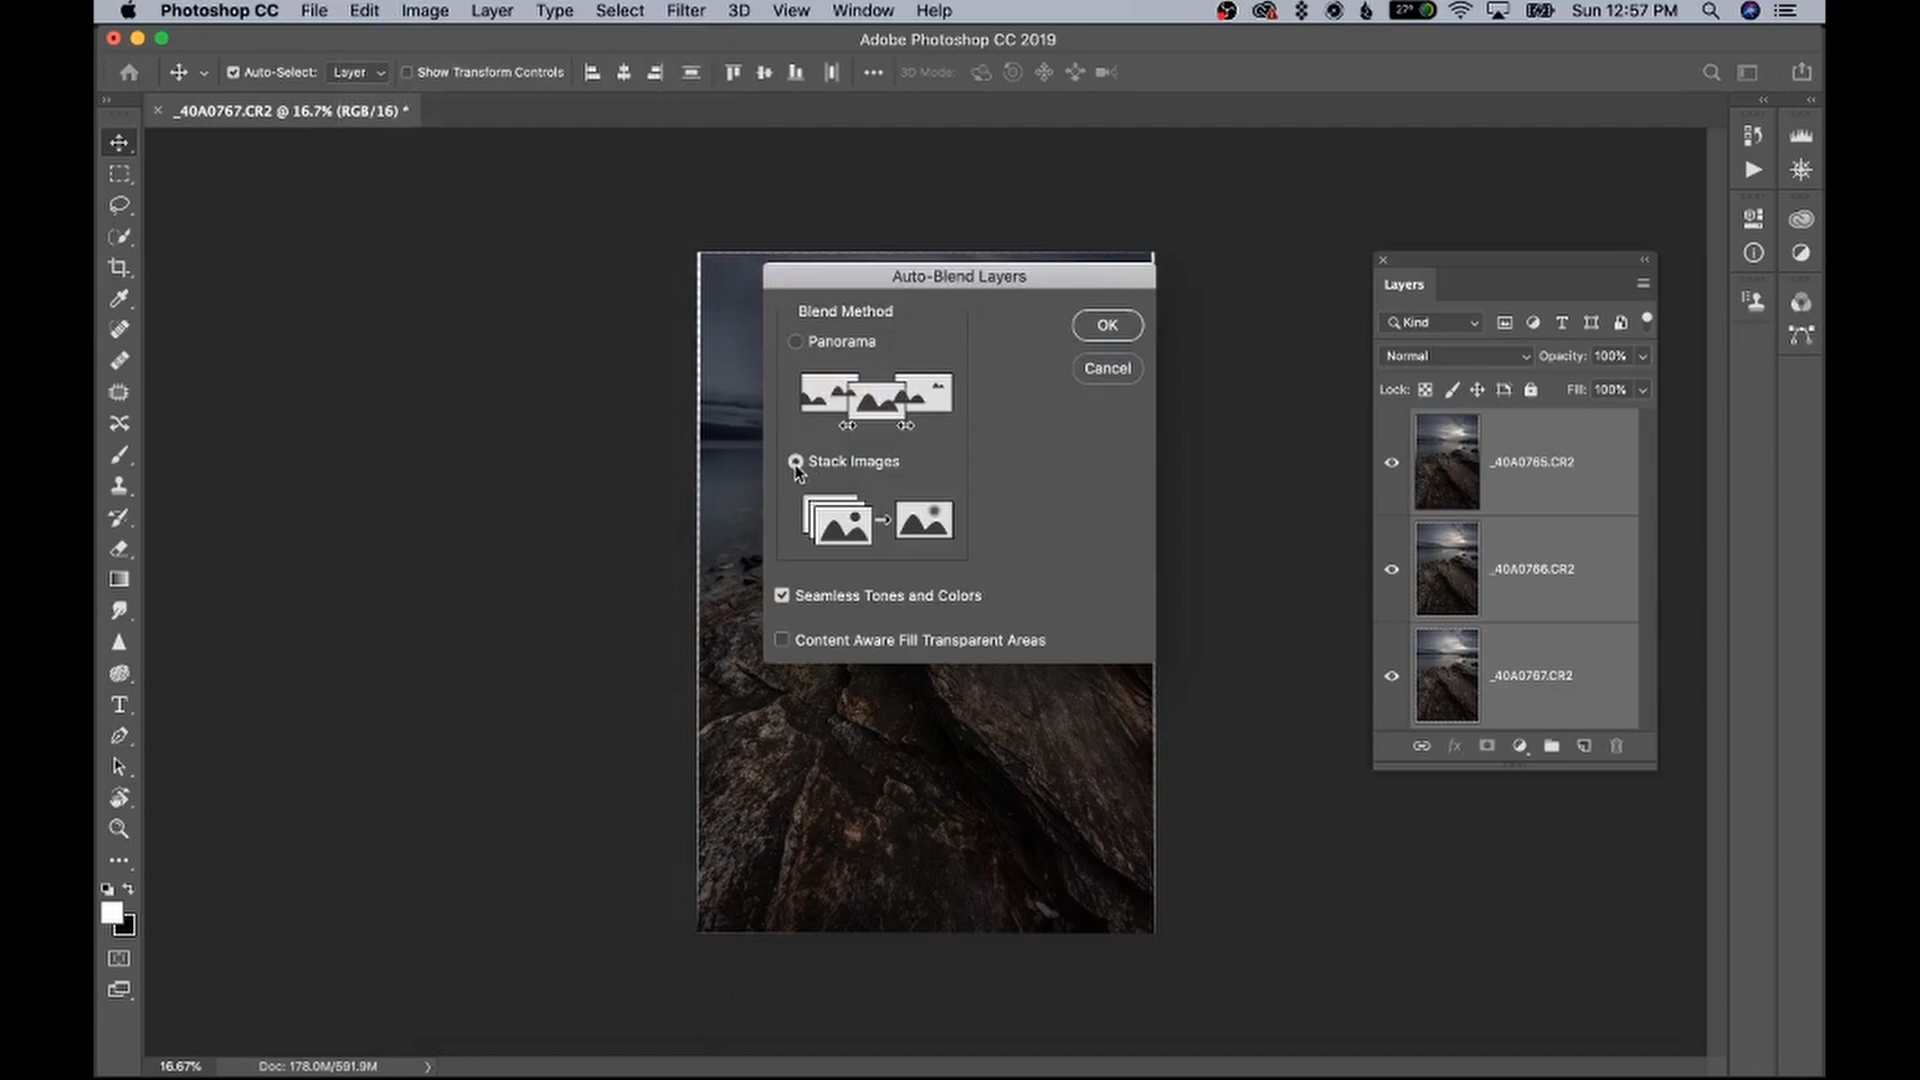 Photoshop CC File Edit Image Layer Type Select Filter 3D View Window Help 27° Sun 12:57 PM
Adobe Photoshop CC 2019
Auto-Select: Layer Show Transform Controls 3D Mode:
_40A0767.CR2 @ 16.7% (RGB/16) *
Auto-Blend Layers
Blend Method
Panorama
Stack Images
Seamless Tones and Colors
Content Aware Fill Transparent Areas
OK
Cancel
Layers
Kind
Normal Opacity: 100%
Lock: Fill: 100%
_40A0765.CR2
_40A0766.CR2
_40A0767.CR2
fx
16.67% Doc: 178.0M/591.9M